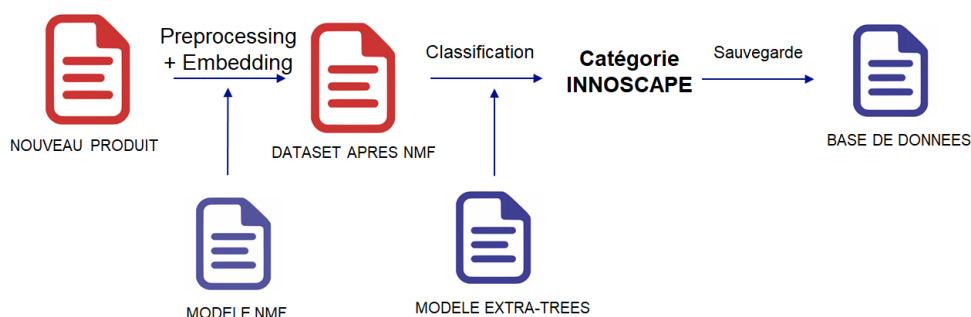 Preprocessing
+ Embedding
Classification
Catégorie
INNOSCAPE
Sauvegarde
NOUVEAU PRODUIT
DATASET APRES NMF
BASE DE DONNEES
MODELE NMF
MODELE EXTRA-TREES